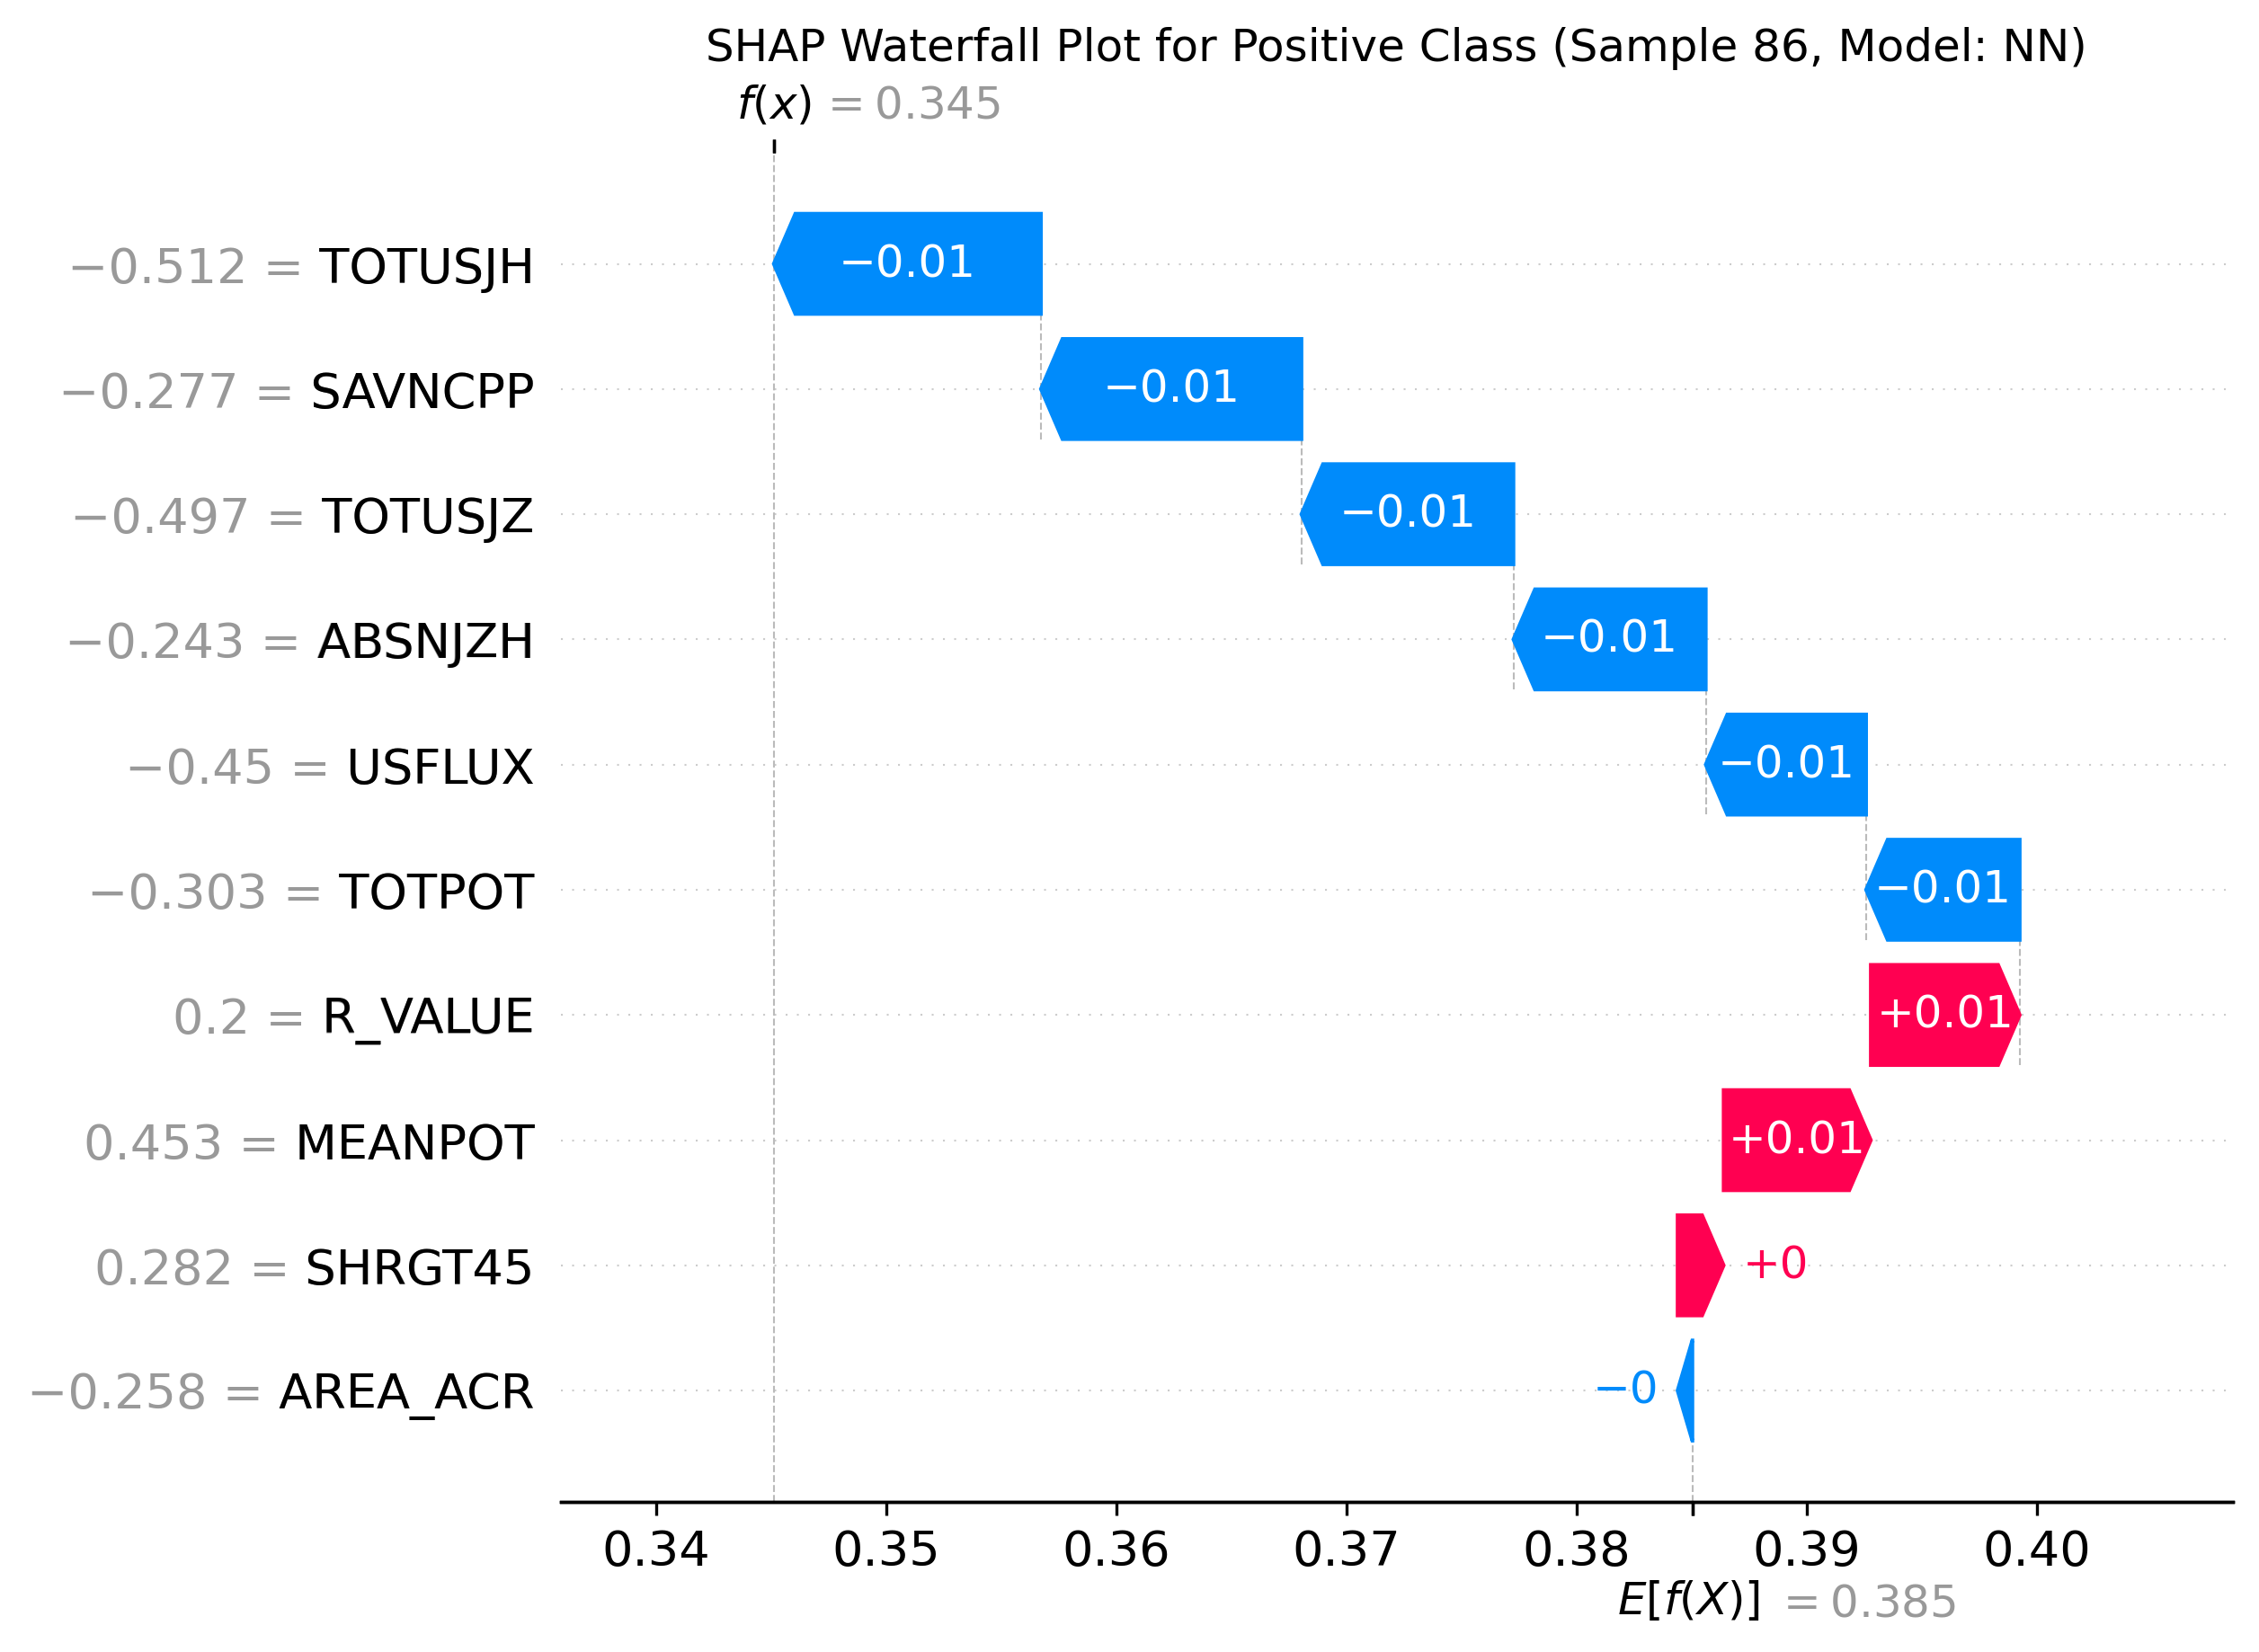 SHAP Waterfall Plot for Positive Class (Sample 86, Model: NN)
f(x) = 0.345
−0.512 = TOTUSJH −0.01
−0.277 = SAVNCPP −0.01
−0.497 = TOTUSJZ −0.01
−0.243 = ABSNJZH −0.01
−0.45 = USFLUX −0.01
−0.303 = TOTPOT −0.01
0.2 = R_VALUE +0.01
0.453 = MEANPOT +0.01
0.282 = SHRGT45 +0
−0.258 = AREA_ACR −0
0.34 0.35 0.36 0.37 0.38 0.39 0.40
E[f(X)] = 0.385